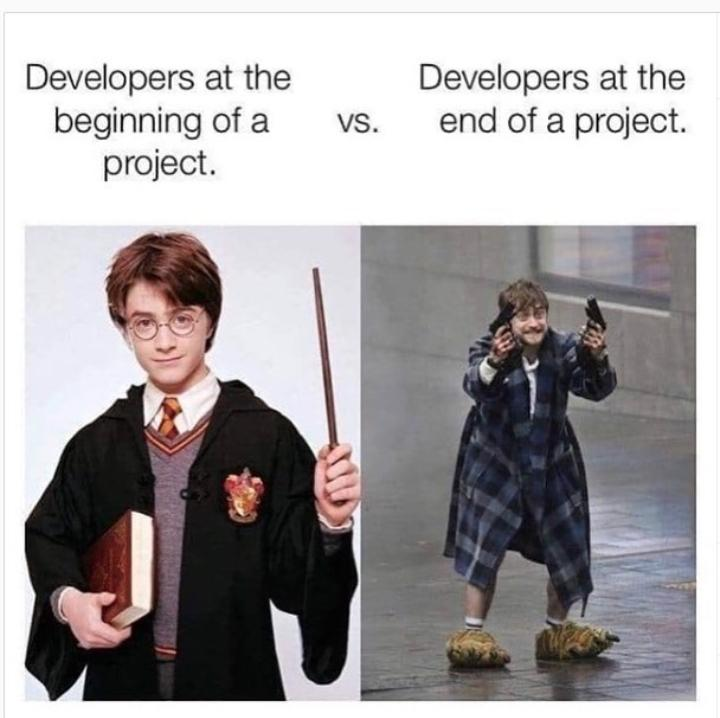 Developers at the
beginning of a
project.
vs.
Developers at the
end of a project.